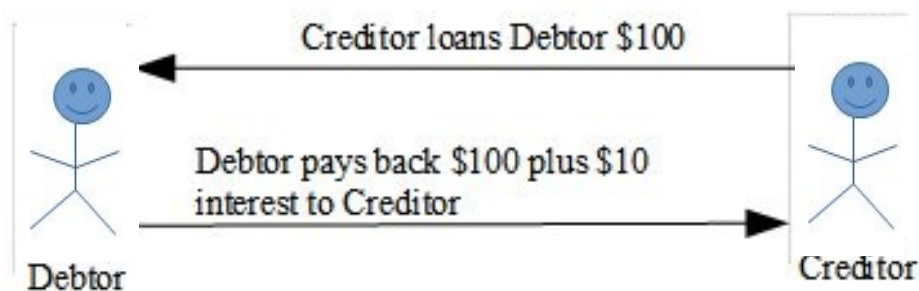 Creditor loans Debtor $100
Debtor pays back $100 plus $10
interest to Creditor
Debtor
Creditor